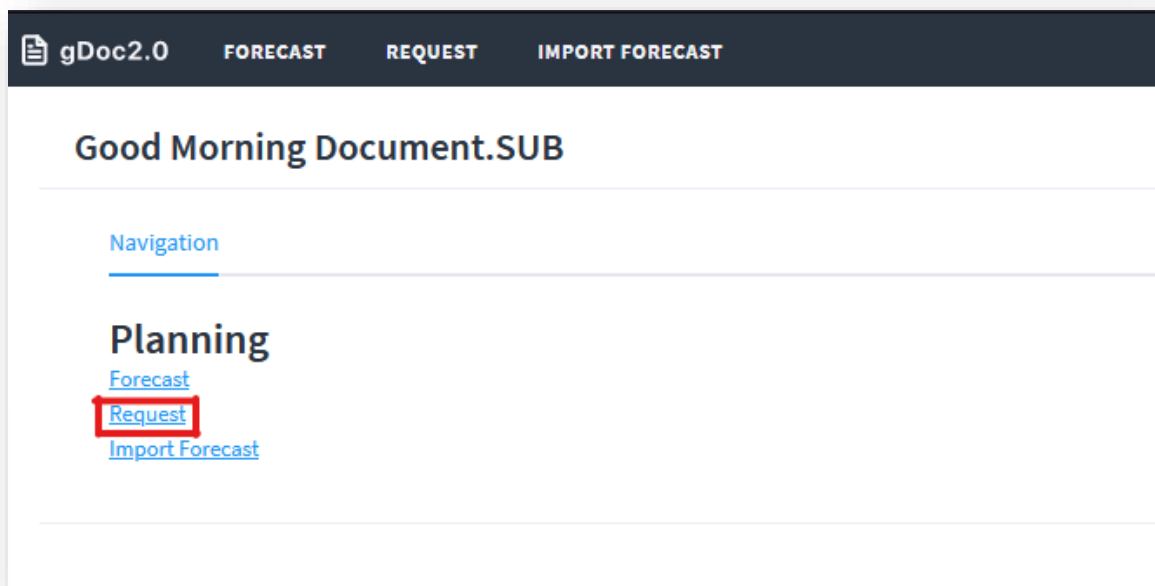 gDoc2.0 FORECAST REQUEST IMPORT FORECAST
Good Morning Document.SUB
Navigation
Planning
Forecast
Request
Import Forecast